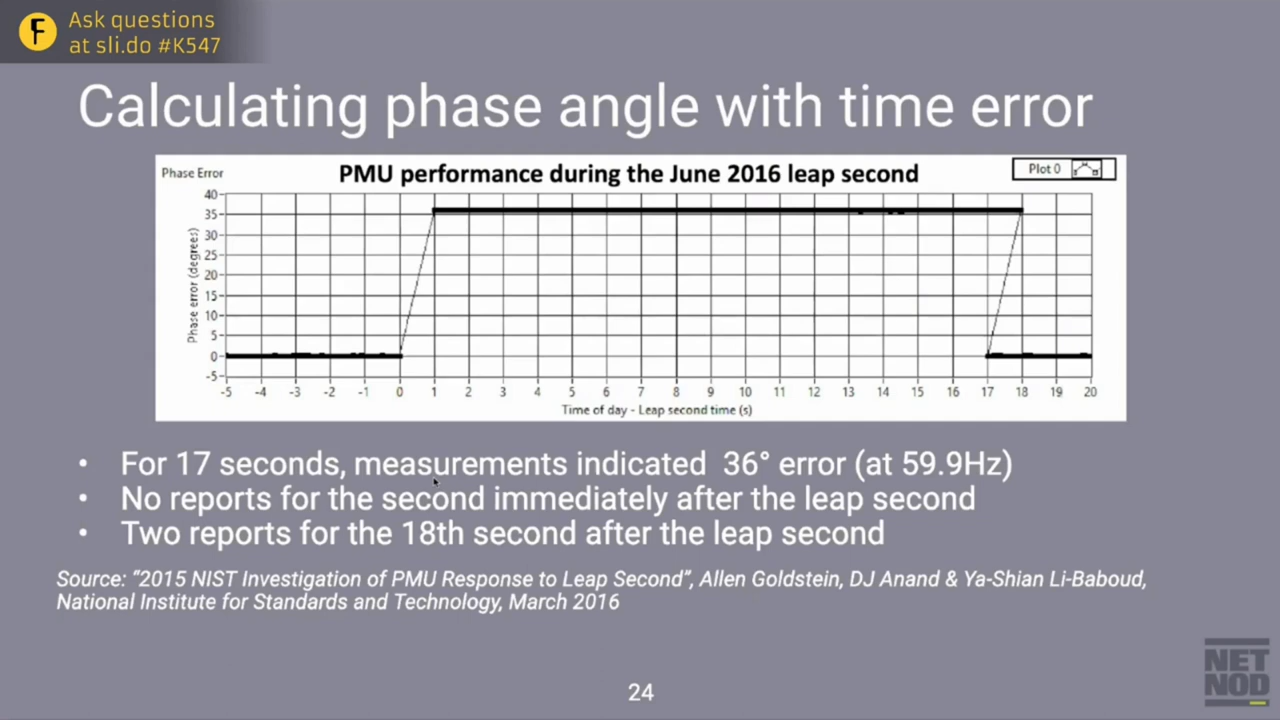 F
Ask questions
at sli.do #K547
Calculating phase angle with time error
Phase Error
PMU performance during the June 2016 leap second
Plot 0
Phase error (degrees)
40
35
30
25
20
15
10
5
0
-5
-5 -4 -3 -2 -1 0 1 2 3 4 5 6 7 8 9 10 11 12 13 14 15 16 17 18 19 20
Time of day - Leap second time (s)
• For 17 seconds, measurements indicated 36° error (at 59.9Hz)
• No reports for the second immediately after the leap second
• Two reports for the 18th second after the leap second
Source: “2015 NIST Investigation of PMU Response to Leap Second”, Allen Goldstein, DJ Anand & Ya-Shian Li-Baboud,
National Institute for Standards and Technology, March 2016
24
NET
NOD